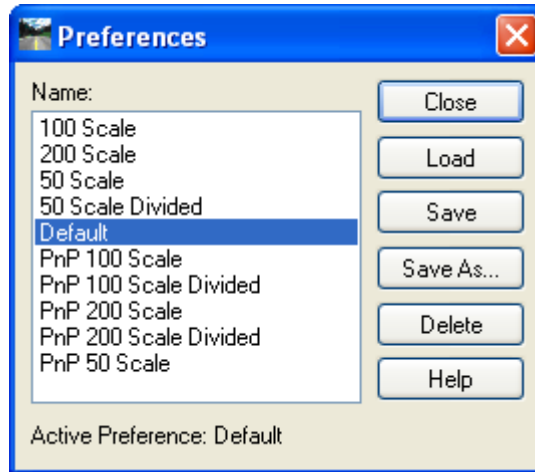 Preferences
Name:
100 Scale
200 Scale
50 Scale
50 Scale Divided
Default
PnP 100 Scale
PnP 100 Scale Divided
PnP 200 Scale
PnP 200 Scale Divided
PnP 50 Scale
Close
Load
Save
Save As...
Delete
Help
Active Preference: Default